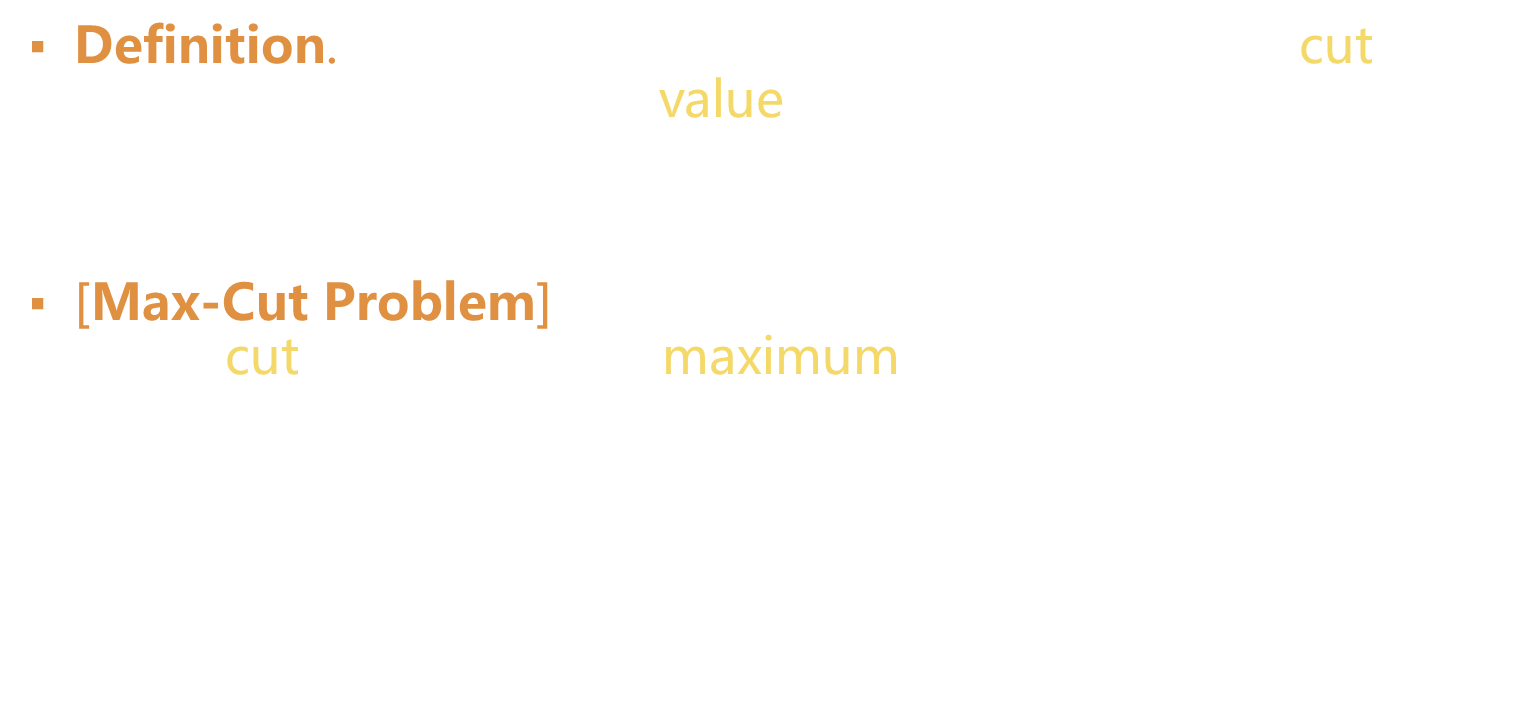 ▪ Definition. cut
value
▪ [Max-Cut Problem]
cut maximum